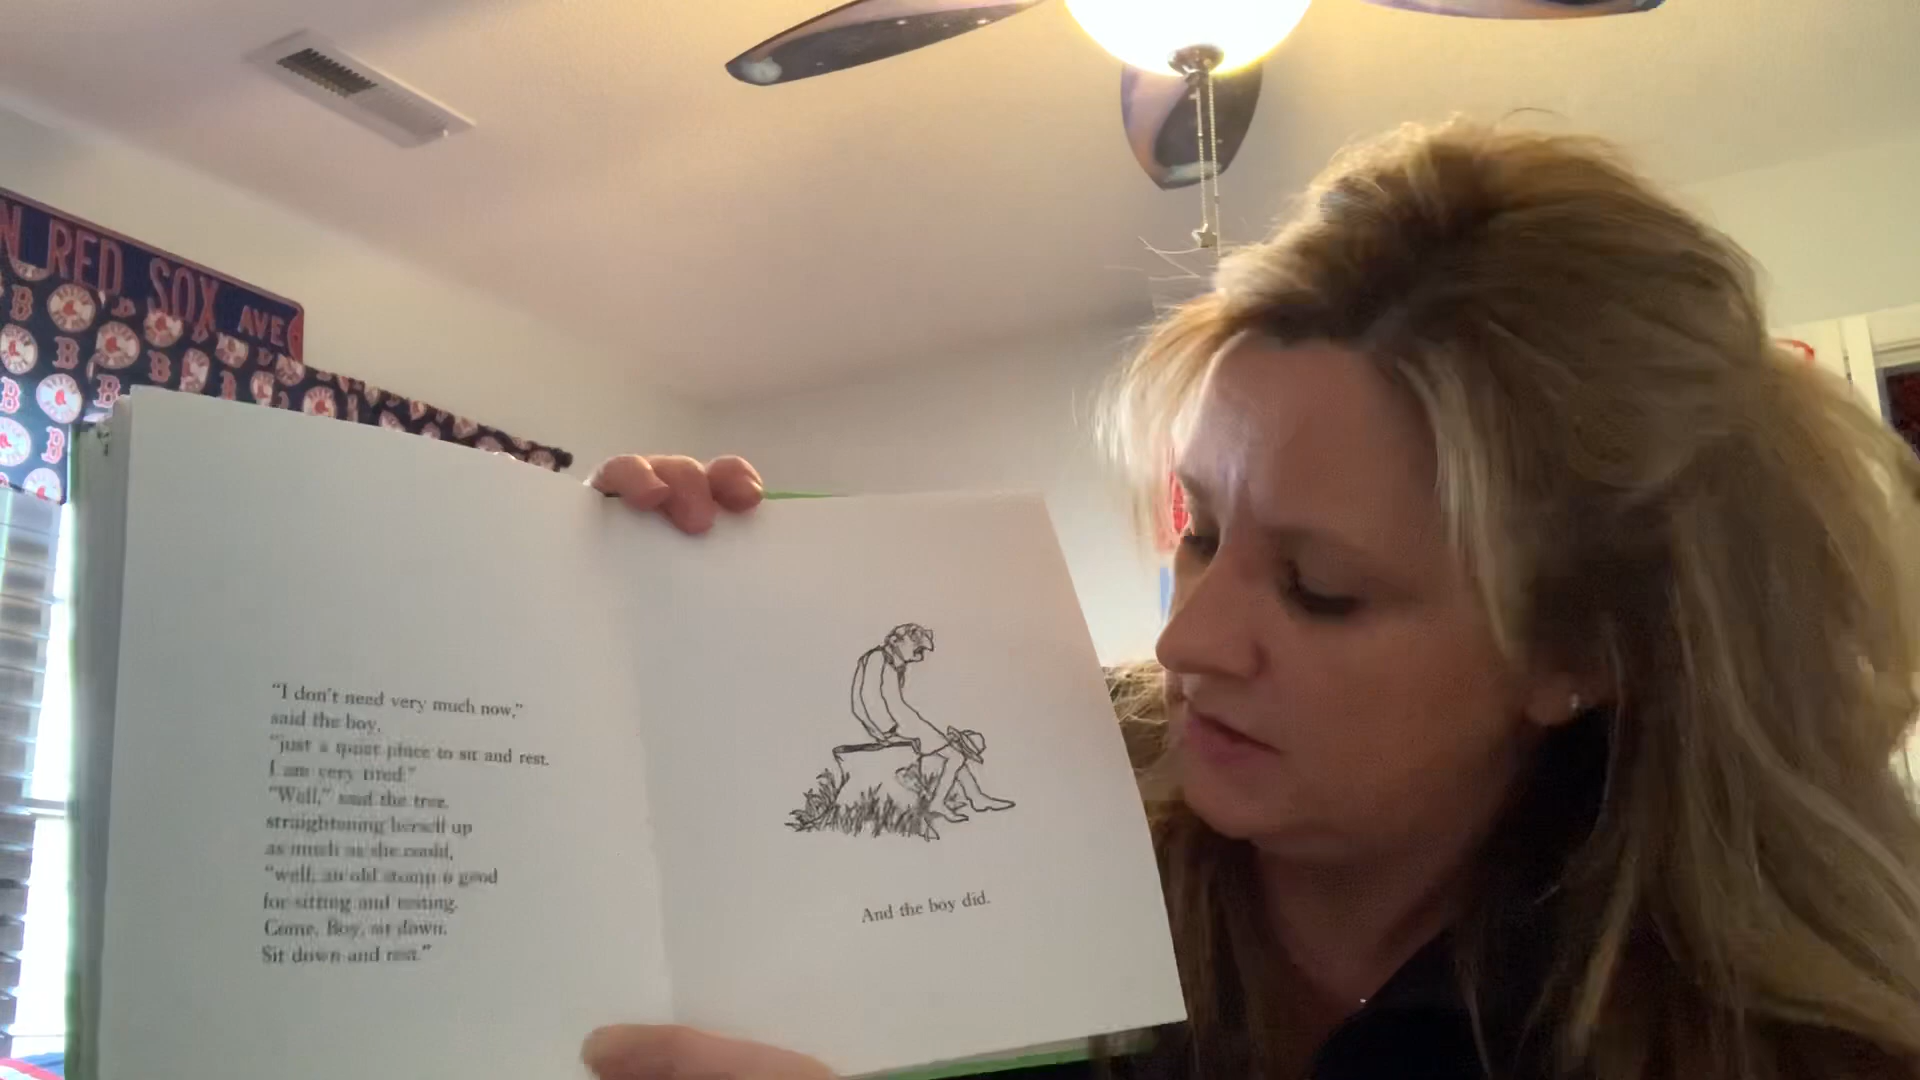 N RED SOX AVE
B
B
B
B
B
"I don't need very much now,"
said the boy,
"just a quiet place to sit and rest.
I am very tired."
"Well," said the tree,
straightening herself up
as much as she could,
"well, an old stump is good
for sitting and resting.
Come, Boy, sit down.
Sit down and rest."
And the boy did.